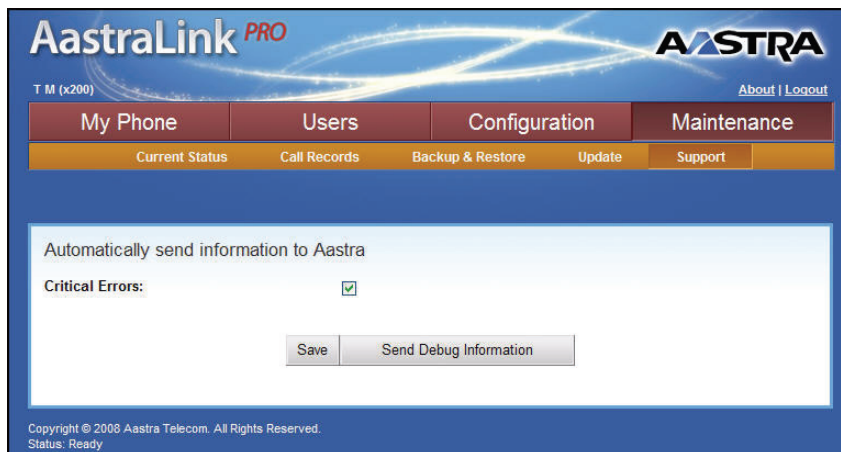 AastraLink PRO
AASTRA
T M (x200)
About | Logout
My Phone Users Configuration Maintenance
Current Status Call Records Backup & Restore Update Support
Automatically send information to Aastra
Critical Errors:
Save Send Debug Information
Copyright © 2008 Aastra Telecom. All Rights Reserved.
Status: Ready